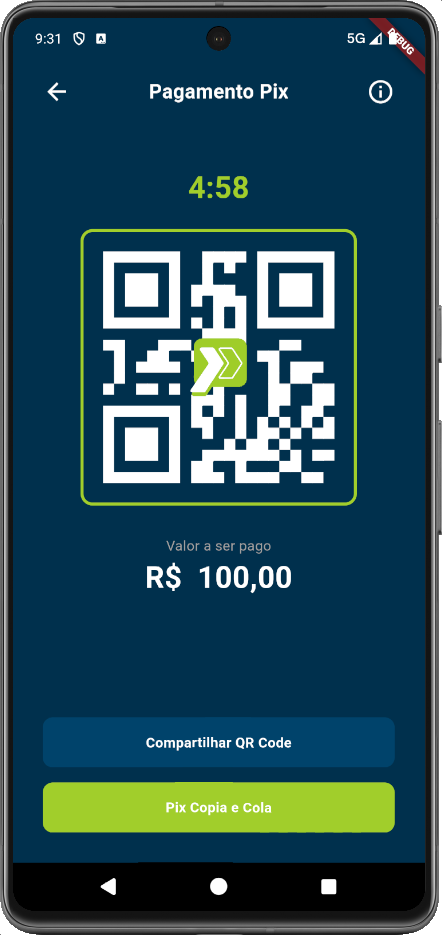 9:31
5G
DEBUG
Pagamento Pix
4:58
Valor a ser pago
R$ 100,00
Compartilhar QR Code
Pix Copia e Cola